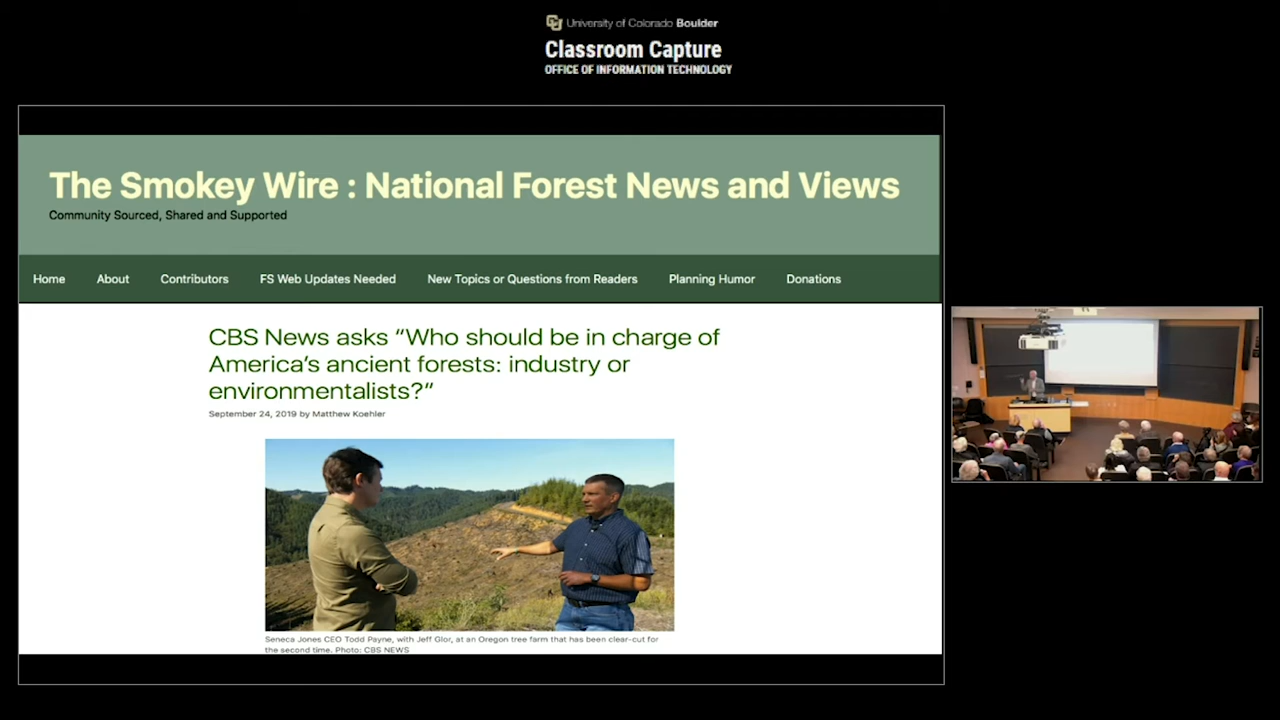 University of Colorado Boulder
Classroom Capture
OFFICE OF INFORMATION TECHNOLOGY
The Smokey Wire : National Forest News and Views
Community Sourced, Shared and Supported
Home About Contributors FS Web Updates Needed New Topics or Questions from Readers Planning Humor Donations
CBS News asks “Who should be in charge of
America’s ancient forests: industry or
environmentalists?”
September 24, 2019 by Matthew Koehler
Seneca Jones CEO Todd Payne, with Jeff Glor, at an Oregon tree farm that has been clear-cut for
the second time. Photo: CBS NEWS